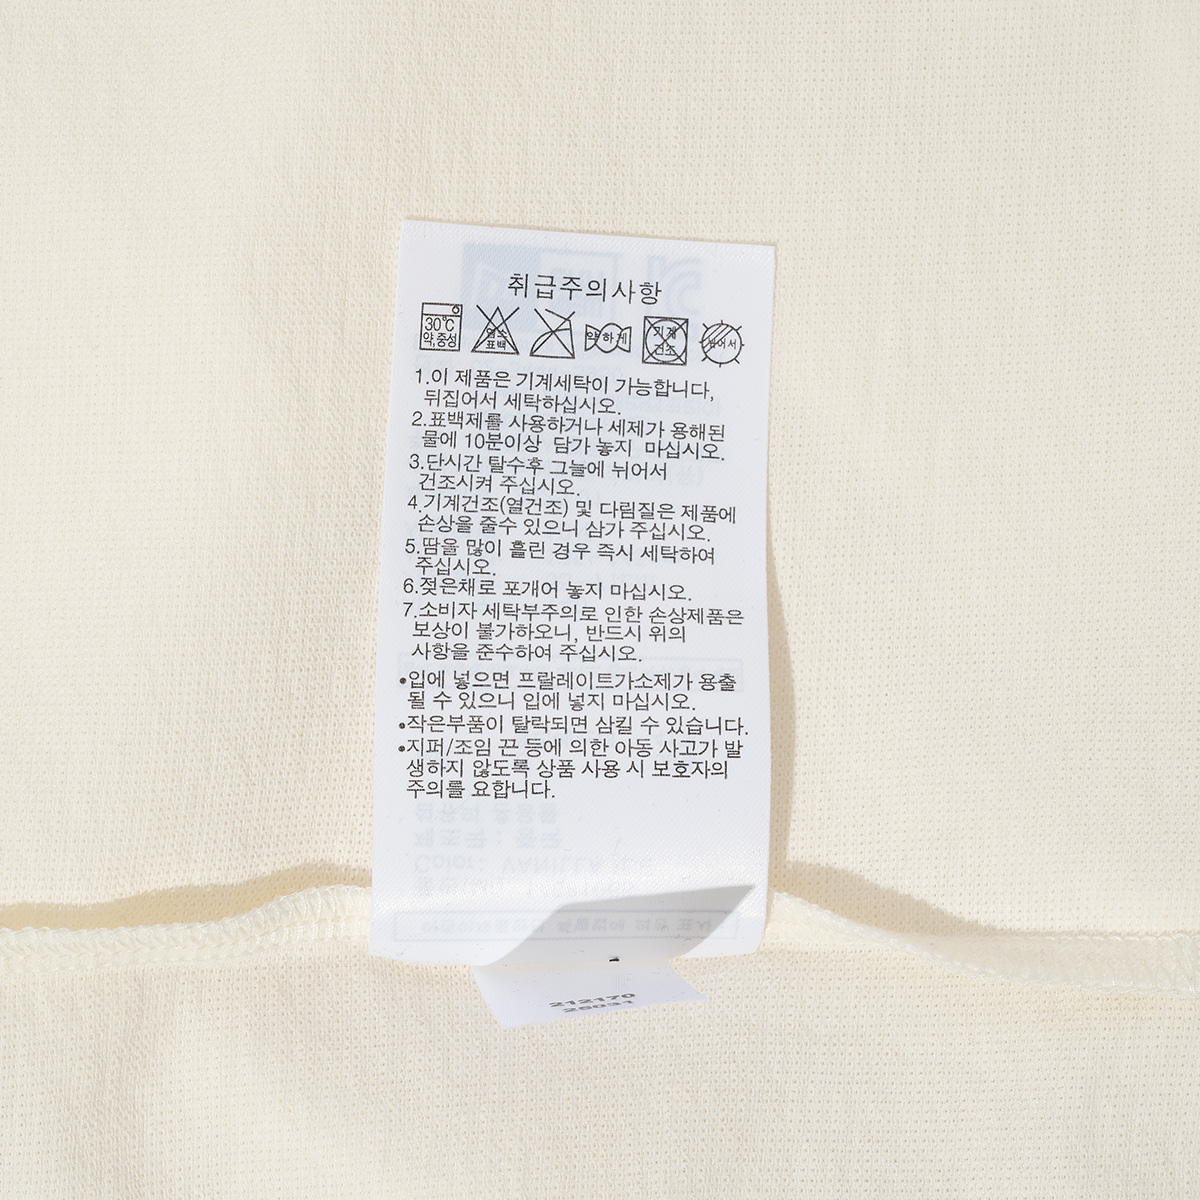 취급주의사항
30℃ 약,중성
염소 표백
약하게
기계 건조
뉘어서
1.이 제품은 기계세탁이 가능합니다,
뒤집어서 세탁하십시오.
2.표백제를 사용하거나 세제가 용해된
물에 10분이상 담가 놓지 마십시오.
3.단시간 탈수후 그늘에 뉘어서
건조시켜 주십시오.
4.기계건조(열건조) 및 다림질은 제품에
손상을 줄수 있으니 삼가 주십시오.
5.땀을 많이 흘린 경우 즉시 세탁하여
주십시오.
6.젖은채로 포개어 놓지 마십시오.
7.소비자 세탁부주의로 인한 손상제품은
보상이 불가하오니, 반드시 위의
사항을 준수하여 주십시오.
•입에 넣으면 프탈레이트가소제가 용출
될 수 있으니 입에 넣지 마십시오.
•작은부품이 탈락되면 삼킬 수 있습니다.
•지퍼/조임 끈 등에 의한 아동 사고가 발
생하지 않도록 상품 사용 시 보호자의
주의를 요합니다.
212170